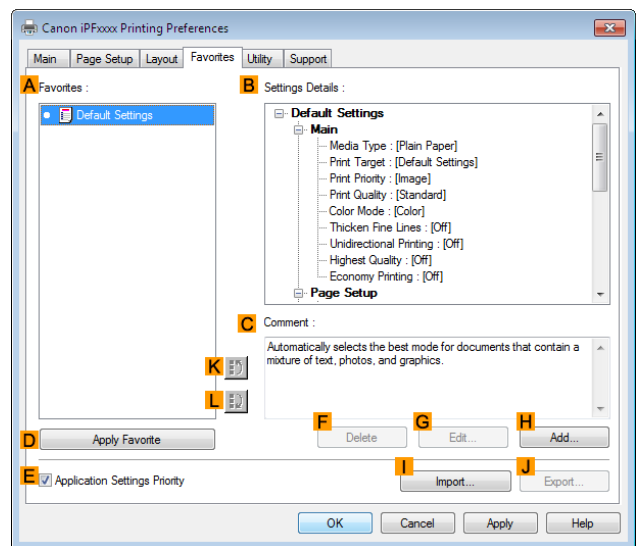 Canon iPFxxxx Printing Preferences
Main Page Setup Layout Favorites Utility Support
A Favorites :
B Settings Details :
Default Settings
Default Settings
Main
Media Type : [Plain Paper]
Print Target : [Default Settings]
Print Priority : [Image]
Print Quality : [Standard]
Color Mode : [Color]
Thicken Fine Lines : [Off]
Unidirectional Printing : [Off]
Highest Quality : [Off]
Economy Printing : [Off]
Page Setup
C Comment :
Automatically selects the best mode for documents that contain a
mixture of text, photos, and graphics.
K
L
D Apply Favorite
F Delete
G Edit...
H Add...
E Application Settings Priority
I Import...
J Export...
OK Cancel Apply Help